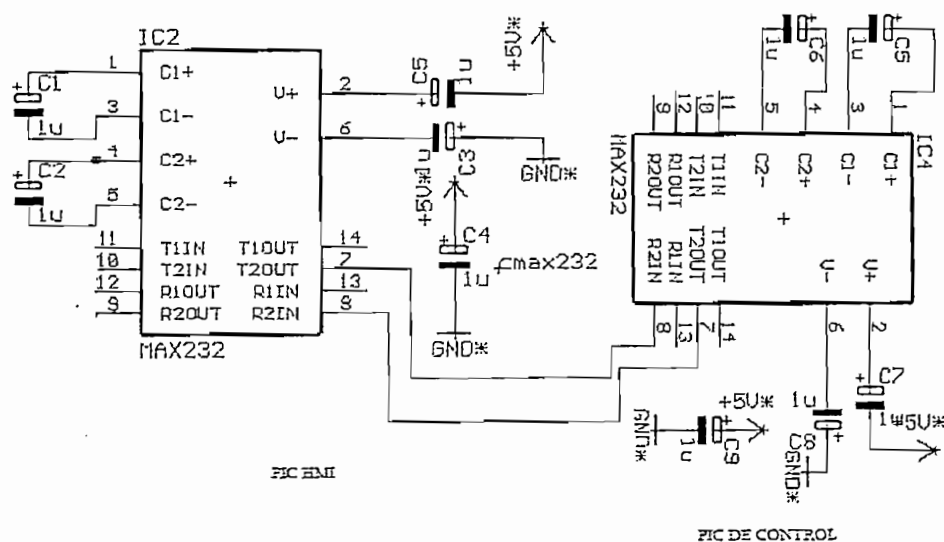 IC2
1
C1+
C1
1u
3
C1-
4
C2+
C2
1u
5
C2-
V+
2
V-
6
C5
1u
+5V*
1u
C3
GND*
+5V*
C4
1u
cmax232
GND*
11
T1IN
T1OUT
14
10
T2IN
T2OUT
7
12
R1OUT
R1IN
13
9
R2OUT
R2IN
8
MAX232
PIC HMI
1u
C6
1u
C5
9
12
10
11
5
4
3
1
IC4
MAX232
R2OUT
R1OUT
T2IN
T1IN
C2-
C2+
C1-
C1+
R2IN
R1IN
T2OUT
T1OUT
V-
V+
8
13
7
14
6
2
GND*
1u
C9
+5V*
1u
C8
GND*
C7
1u
+5V*
PIC DE CONTROL